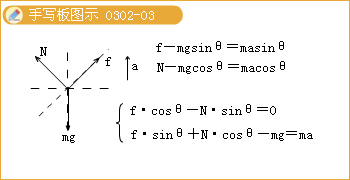 手写板图示 0302-03
N
f
a
mg
f-mgsinθ=masinθ
N-mgcosθ=macosθ
f·cosθ-N·sinθ=0
f·sinθ+N·cosθ-mg=ma